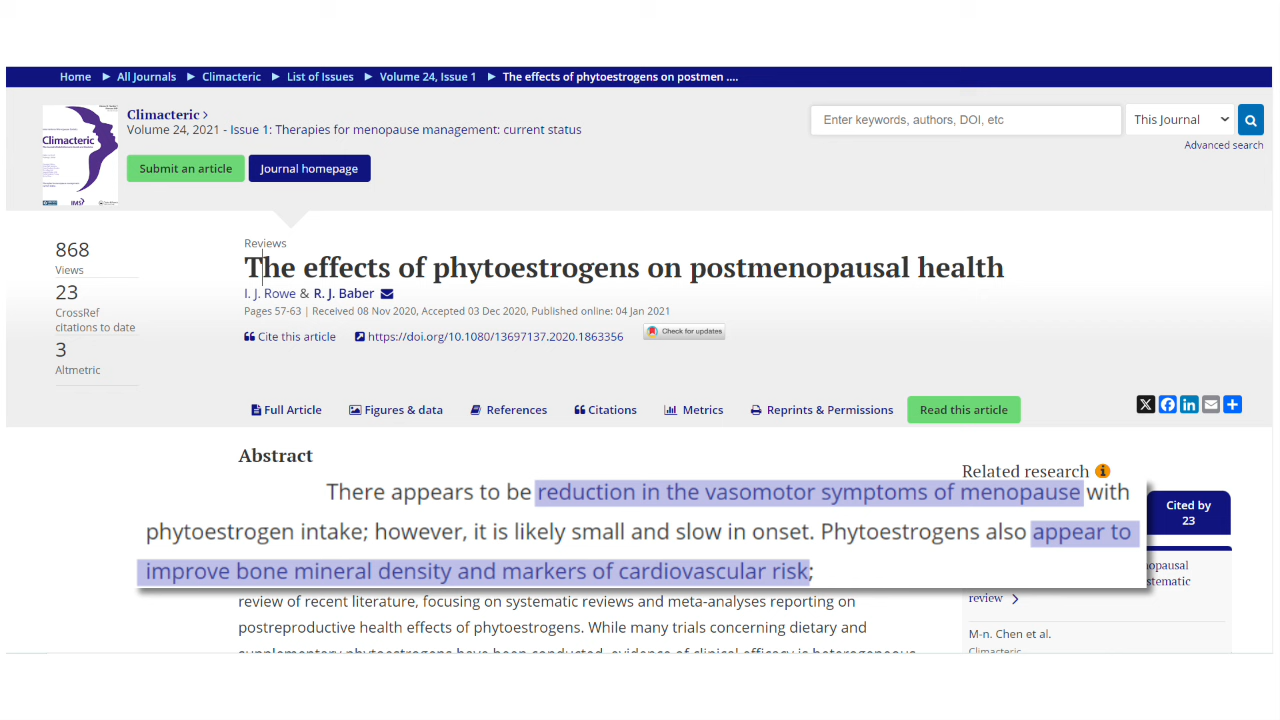 Home ▶ All Journals ▶ Climacteric ▶ List of Issues ▶ Volume 24, Issue 1 ▶ The effects of phytoestrogens on postmen ....
Climacteric >
Volume 24, 2021 - Issue 1: Therapies for menopause management: current status
Enter keywords, authors, DOI, etc
This Journal
Advanced search
Climacteric
IMS
Submit an article
Journal homepage
868
Views
23
CrossRef
citations to date
3
Altmetric
Reviews
The effects of phytoestrogens on postmenopausal health
I. J. Rowe & R. J. Baber
Pages 57-63 | Received 08 Nov 2020, Accepted 03 Dec 2020, Published online: 04 Jan 2021
Cite this article
https://doi.org/10.1080/13697137.2020.1863356
Check for updates
Full Article
Figures & data
References
Citations
Metrics
Reprints & Permissions
Read this article
Abstract
There appears to be reduction in the vasomotor symptoms of menopause with
phytoestrogen intake; however, it is likely small and slow in onset. Phytoestrogens also appear to
improve bone mineral density and markers of cardiovascular risk;
review of recent literature, focusing on systematic reviews and meta-analyses reporting on
postreproductive health effects of phytoestrogens. While many trials concerning dietary and
Related research
Cited by
23
review >
M-n. Chen et al.
Climacteric